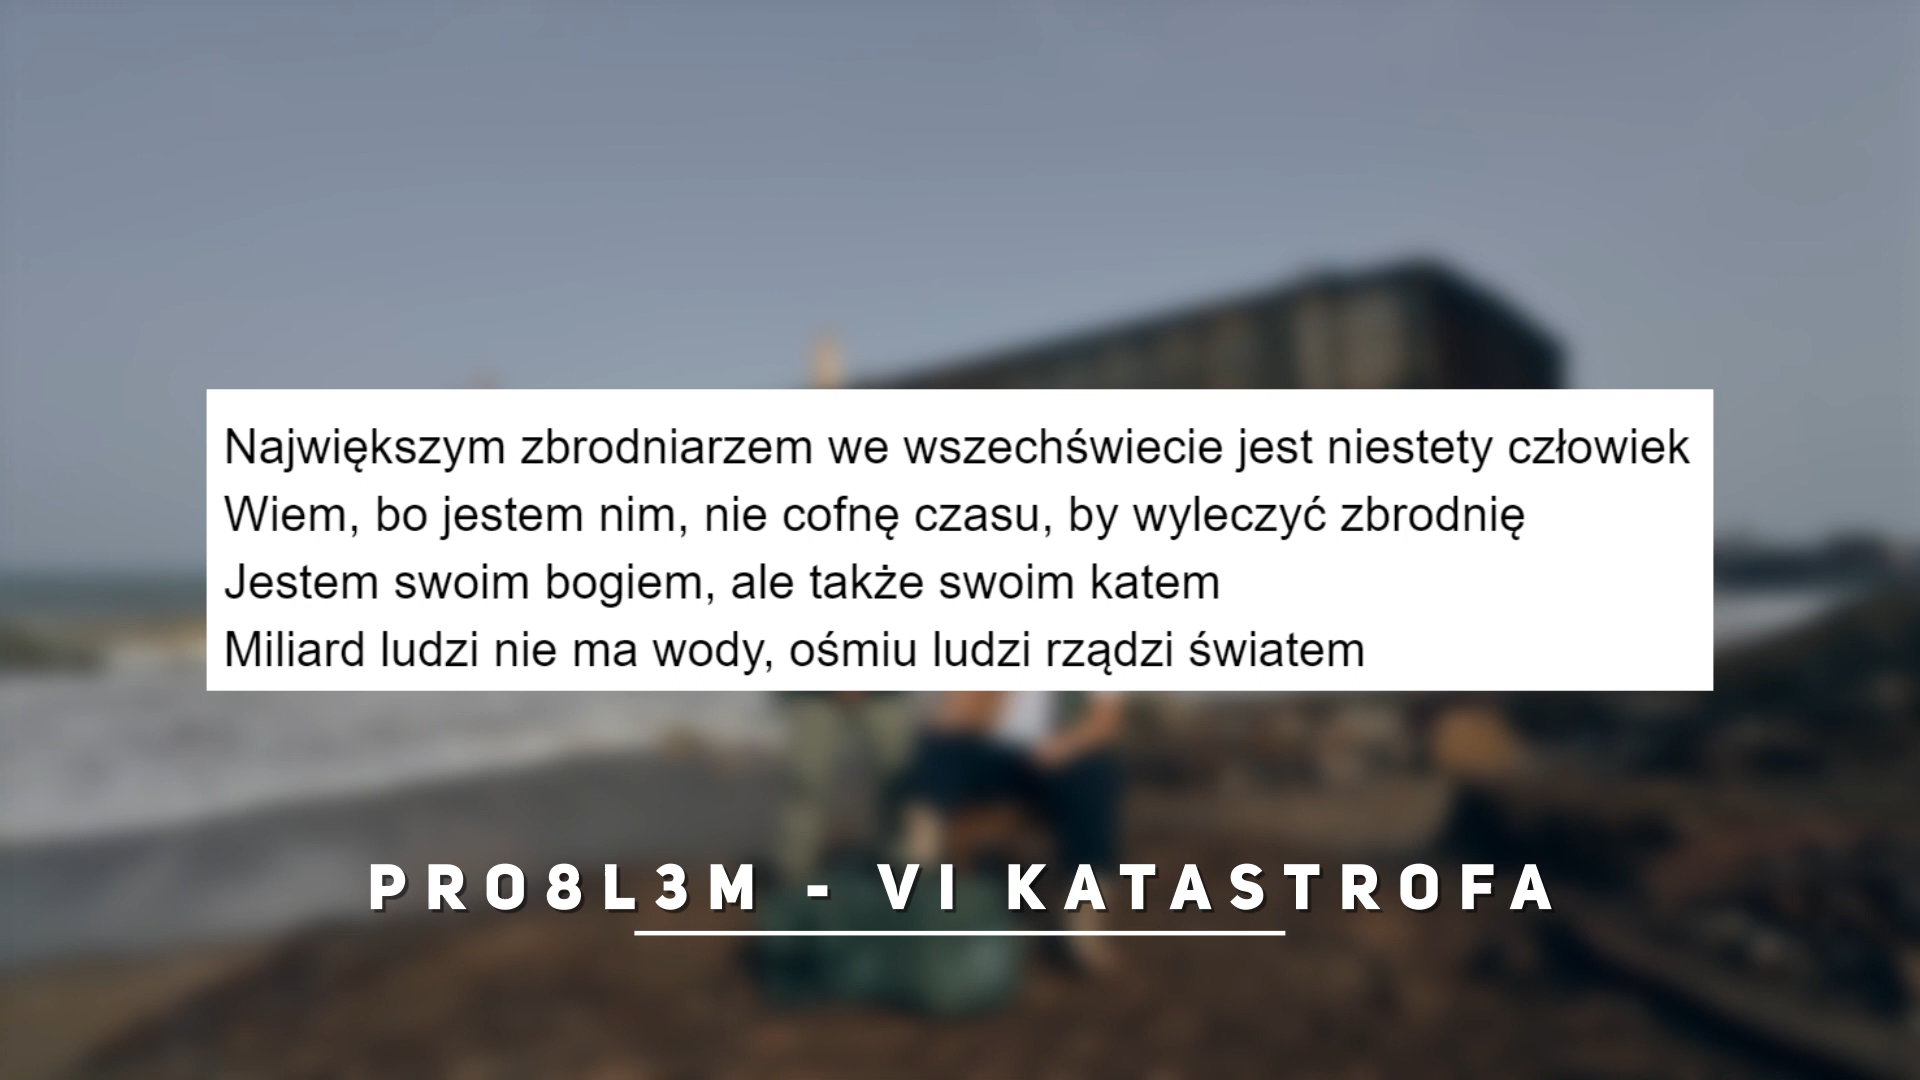 Największym zbrodniarzem we wszechświecie jest niestety człowiek
Wiem, bo jestem nim, nie cofnę czasu, by wyleczyć zbrodnię
Jestem swoim bogiem, ale także swoim katem
Miliard ludzi nie ma wody, ośmiu ludzi rządzi światem
PRO8L3M - VI KATASTROFA